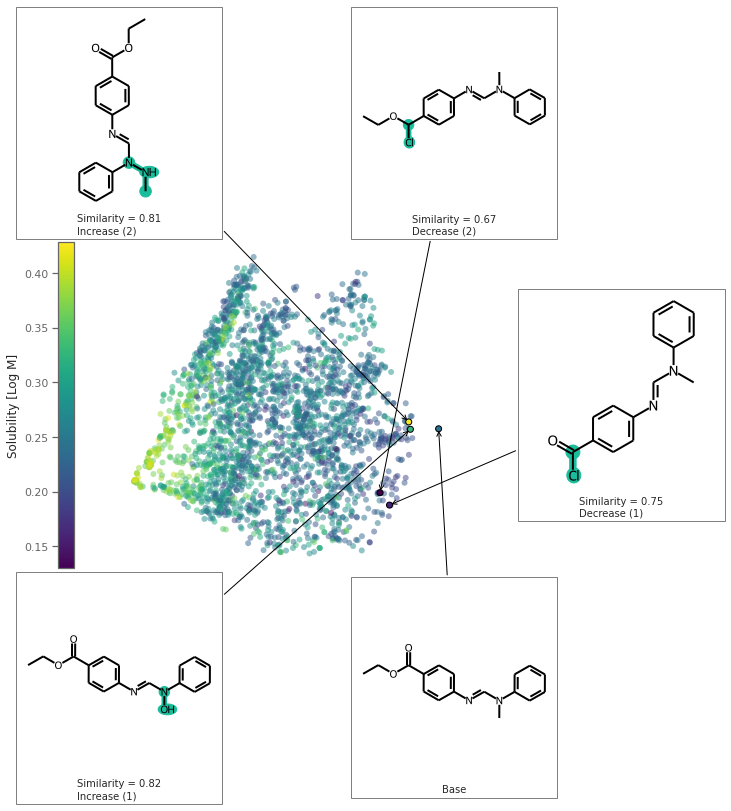 O
O
N
N
NH
Similarity = 0.81
Increase (2)
O
Cl
N
N
Similarity = 0.67
Decrease (2)
0.40
0.35
0.30
0.25
0.20
0.15
Solubility [Log M]
N
N
O
Cl
Similarity = 0.75
Decrease (1)
O
O
N
N
OH
Similarity = 0.82
Increase (1)
O
O
N
N
Base